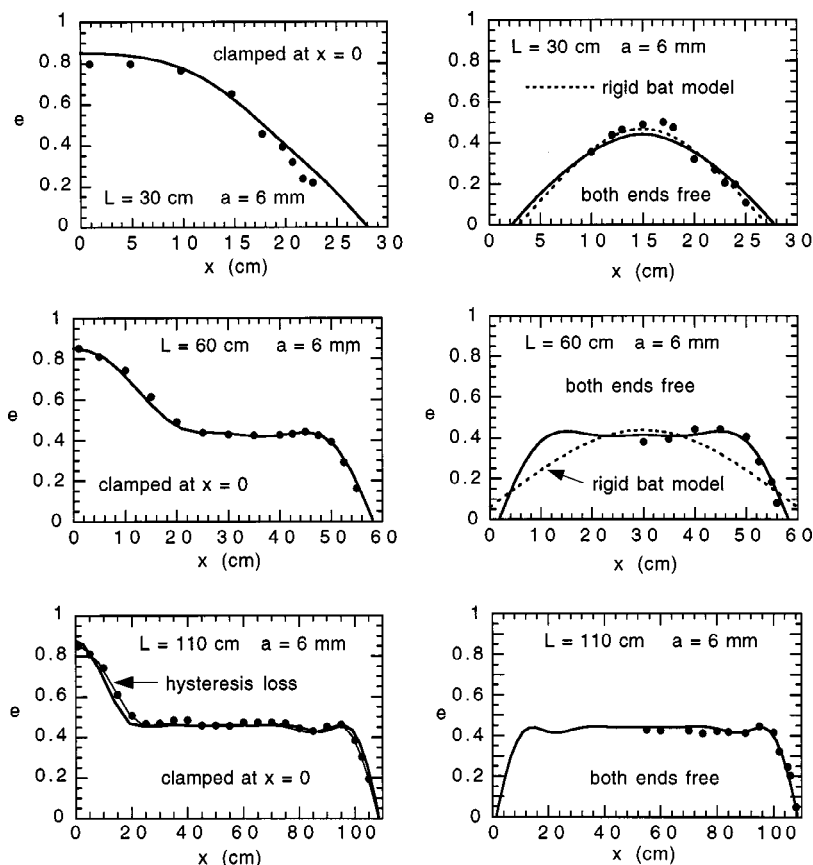 1
0.8
0.6
0.4
0.2
0
e
clamped at x = 0
L = 30 cm a = 6 mm
0 5 10 15 20 25 30
x (cm)
1
0.8
0.6
0.4
0.2
0
e
L = 30 cm a = 6 mm
rigid bat model
both ends free
0 5 10 15 20 25 30
x (cm)
1
0.8
0.6
0.4
0.2
0
e
L = 60 cm a = 6 mm
clamped at x = 0
0 10 20 30 40 50 60
x (cm)
1
0.8
0.6
0.4
0.2
0
e
L = 60 cm a = 6 mm
both ends free
rigid bat model
0 10 20 30 40 50 60
x (cm)
1
0.8
0.6
0.4
0.2
0
e
L = 110 cm a = 6 mm
hysteresis loss
clamped at x = 0
0 20 40 60 80 100
x (cm)
1
0.8
0.6
0.4
0.2
0
e
L = 110 cm a = 6 mm
both ends free
0 20 40 60 80 100
x (cm)